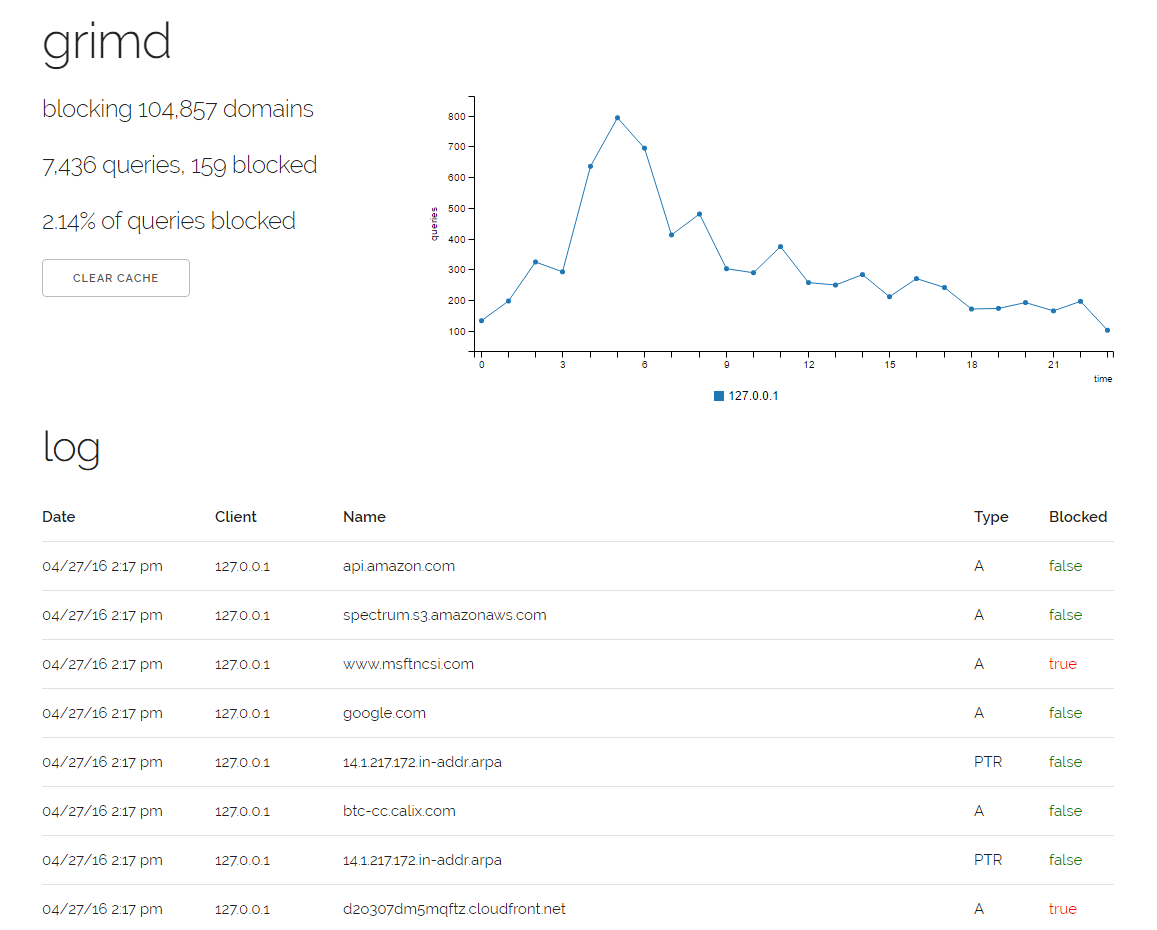 grimd
blocking 104,857 domains
7,436 queries, 159 blocked
2.14% of queries blocked
CLEAR CACHE
queries
800
700
600
500
400
300
200
100
0 3 6 9 12 15 18 21
time
127.0.0.1
log
Date Client Name Type Blocked
04/27/16 2:17 pm 127.0.0.1 api.amazon.com A false
04/27/16 2:17 pm 127.0.0.1 spectrum.s3.amazonaws.com A false
04/27/16 2:17 pm 127.0.0.1 www.msftncsi.com A true
04/27/16 2:17 pm 127.0.0.1 google.com A false
04/27/16 2:17 pm 127.0.0.1 14.1.217.172.in-addr.arpa PTR false
04/27/16 2:17 pm 127.0.0.1 btc-cc.calix.com A false
04/27/16 2:17 pm 127.0.0.1 14.1.217.172.in-addr.arpa PTR false
04/27/16 2:17 pm 127.0.0.1 d2o307dm5mqftz.cloudfront.net A true